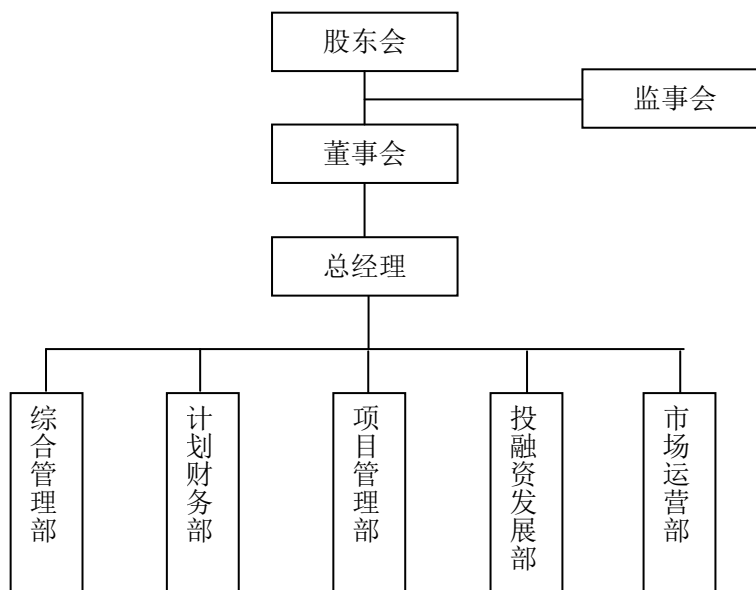 股东会
监事会
董事会
总经理
综合管理部
计划财务部
项目管理部
投融资发展部
市场运营部